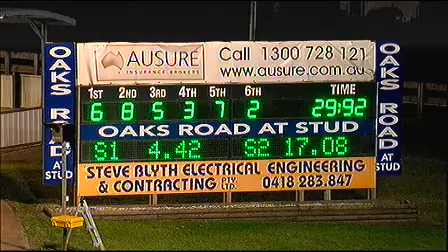 AUSURE
INSURANCE BROKERS
Call 1300 728 121
www.ausure.com.au
1ST 2ND 3RD 4TH 5TH 6TH TIME
6 8 5 3 7 2 29:92
OAKS ROAD AT STUD
S1 4.42 S2 17.08
STEVE BLYTH ELECTRICAL ENGINEERING
& CONTRACTING PTY LTD. 0418 283.847
OAKS
ROAD
AT
STUD
OAKS
ROAD
AT
STUD